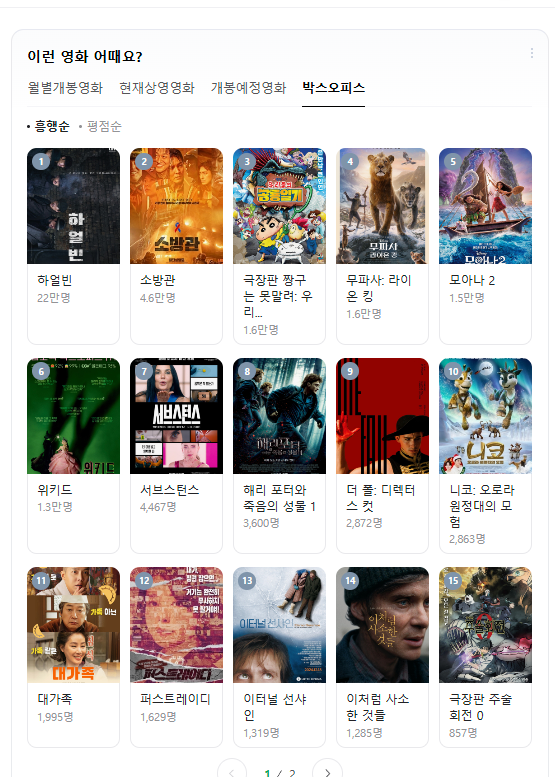 이런 영화 어때요?
월별개봉영화 현재상영영화 개봉예정영화 박스오피스
흥행순 평점순
1 2 3 4 5
하얼빈
소방관
공룡일기
무파사
라이온 킹
모아나2
하얼빈
22만명
소방관
4.6만명
극장판 짱구
는 못말려: 우
리...
1.6만명
무파사: 라이
온 킹
1.6만명
모아나 2
1.5만명
6 7 8 9 10
위키드
서브스턴스
해리포터
죽음의 성물 1
니코
위키드
1.3만명
서브스턴스
4,467명
해리 포터와
죽음의 성물 1
3,600명
더 폴: 디렉터
스 컷
2,872명
니코: 오로라
원정대의 모
험
2,863명
11 12 13 14 15
가족 아닌
가족 같은
대가족
퍼스트레이디
이터널 선샤인
이처럼
사소한
것들
대가족
1,995명
퍼스트레이디
1,629명
이터널 선샤
인
1,319명
이처럼 사소
한 것들
1,285명
극장판 주술
회전 0
857명
1 / 2